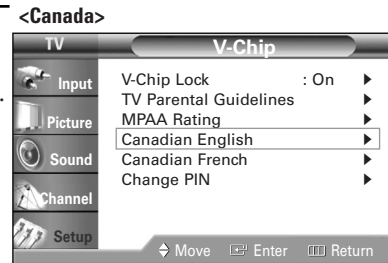 <Canada>
TV V-Chip
Input
Picture
Sound
Channel
Setup
V-Chip Lock : On ▶
TV Parental Guidelines ▶
MPAA Rating ▶
Canadian English ▶
Canadian French ▶
Change PIN ▶
Move Enter Return